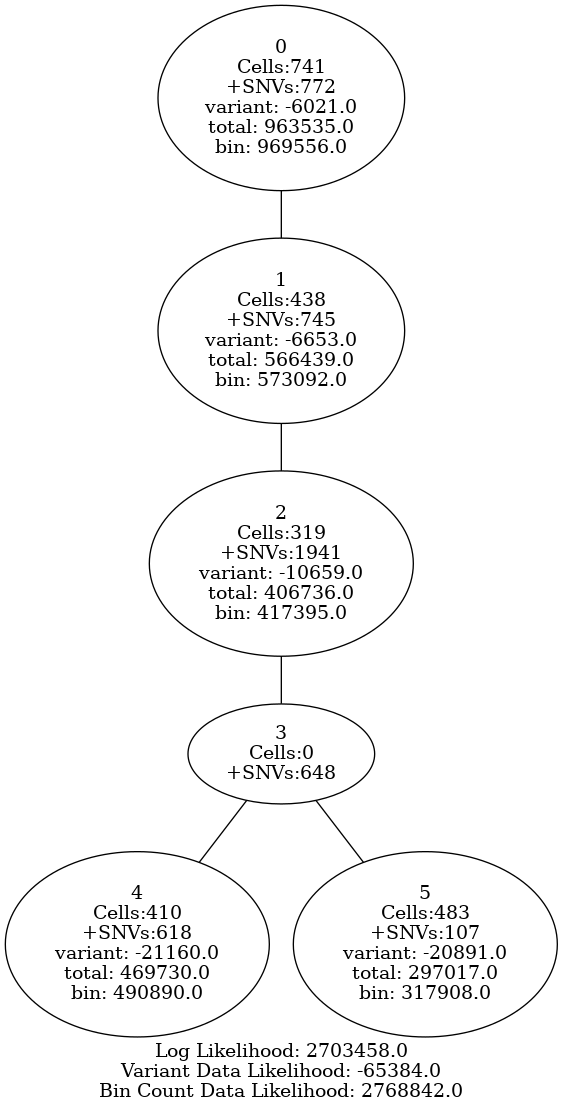 0
Cells:741
+SNVs:772
variant: -6021.0
total: 963535.0
bin: 969556.0
1
Cells:438
+SNVs:745
variant: -6653.0
total: 566439.0
bin: 573092.0
2
Cells:319
+SNVs:1941
variant: -10659.0
total: 406736.0
bin: 417395.0
3
Cells:0
+SNVs:648
4
Cells:410
+SNVs:618
variant: -21160.0
total: 469730.0
bin: 490890.0
5
Cells:483
+SNVs:107
variant: -20891.0
total: 297017.0
bin: 317908.0
Log Likelihood: 2703458.0
Variant Data Likelihood: -65384.0
Bin Count Data Likelihood: 2768842.0